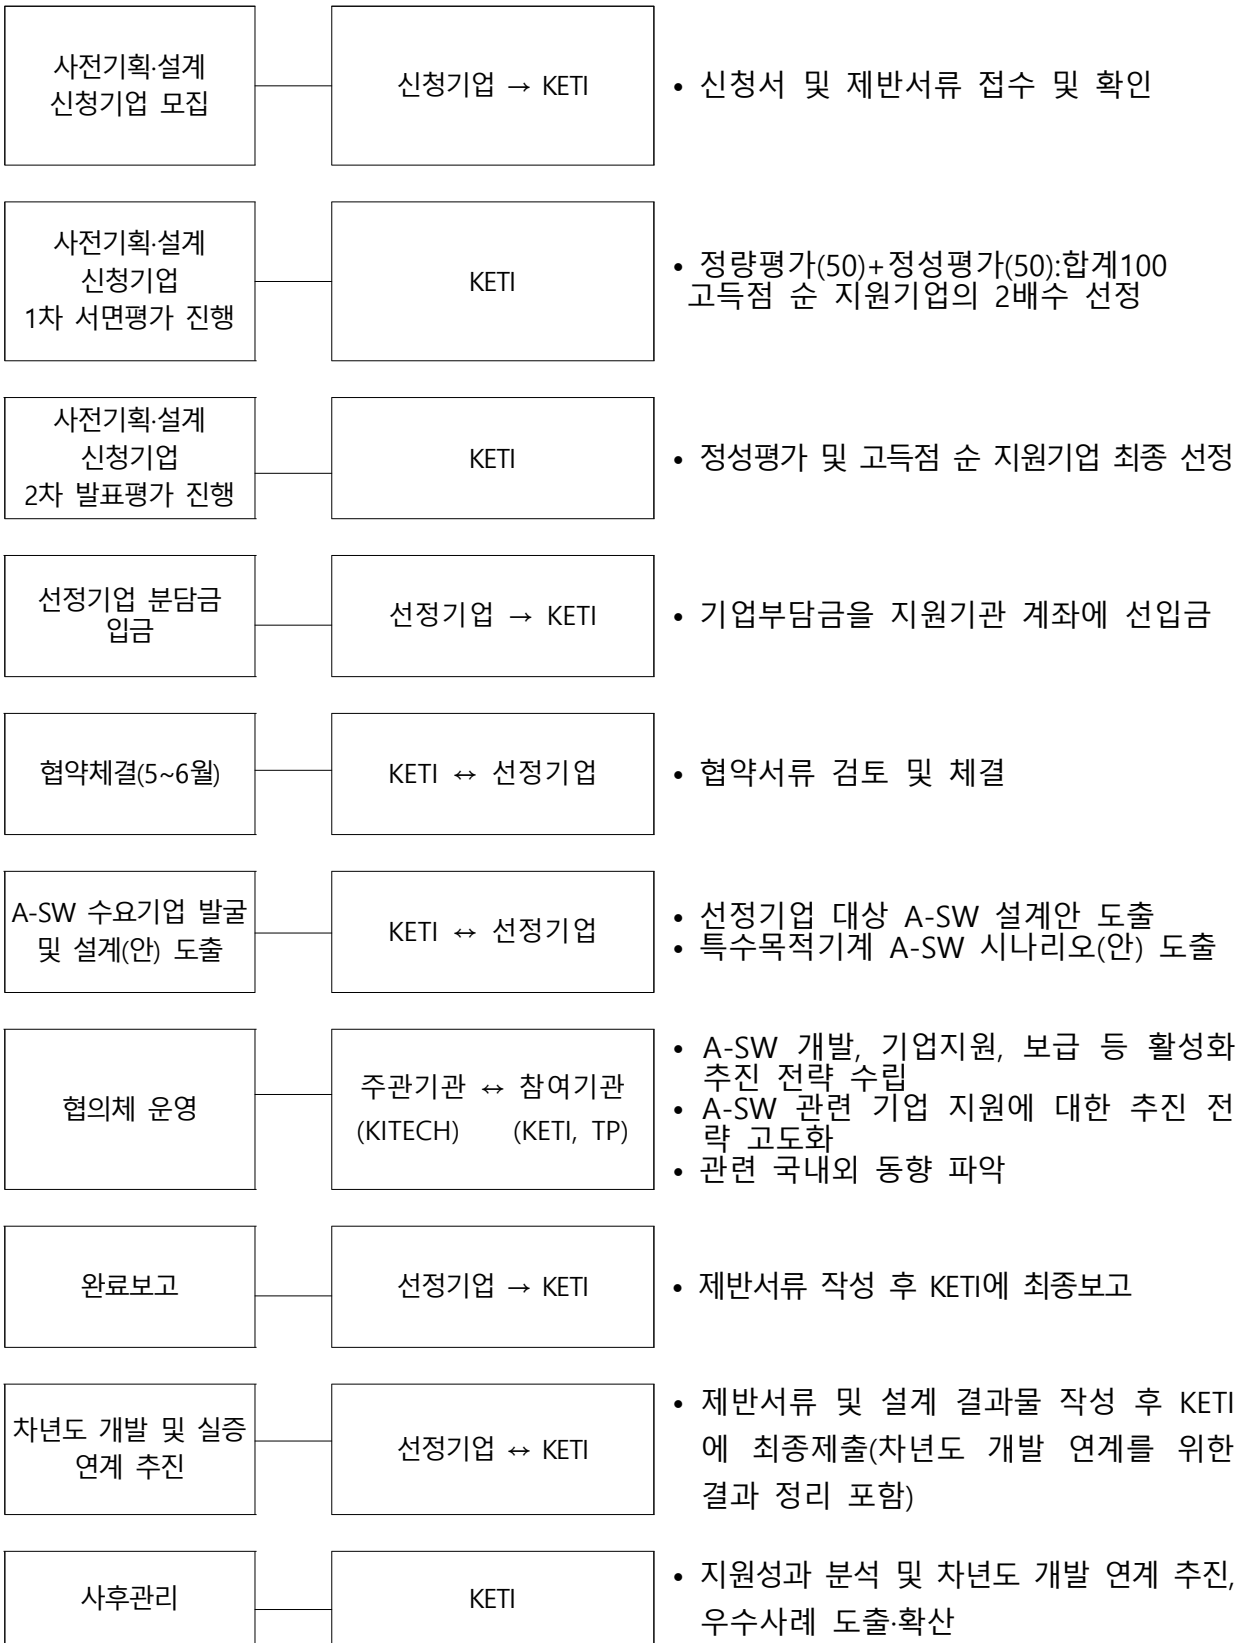 사전기획·설계
신청기업 모집
신청기업 → KETI
• 신청서 및 제반서류 접수 및 확인
사전기획·설계
신청기업
1차 서면평가 진행
KETI
• 정량평가(50)+정성평가(50):합계100
고득점 순 지원기업의 2배수 선정
사전기획·설계
신청기업
2차 발표평가 진행
KETI
• 정성평가 및 고득점 순 지원기업 최종 선정
선정기업 분담금
입금
선정기업 → KETI
• 기업부담금을 지원기관 계좌에 선입금
협약체결(5~6월)
KETI ↔ 선정기업
• 협약서류 검토 및 체결
A-SW 수요기업 발굴
및 설계(안) 도출
KETI ↔ 선정기업
• 선정기업 대상 A-SW 설계안 도출
• 특수목적기계 A-SW 시나리오(안) 도출
협의체 운영
주관기관 ↔ 참여기관
(KITECH) (KETI, TP)
• A-SW 개발, 기업지원, 보급 등 활성화
추진 전략 수립
• A-SW 관련 기업 지원에 대한 추진 전
략 고도화
• 관련 국내외 동향 파악
완료보고
선정기업 → KETI
• 제반서류 작성 후 KETI에 최종보고
차년도 개발 및 실증
연계 추진
선정기업 ↔ KETI
• 제반서류 및 설계 결과물 작성 후 KETI
에 최종제출(차년도 개발 연계를 위한
결과 정리 포함)
사후관리
KETI
• 지원성과 분석 및 차년도 개발 연계 추진,
우수사례 도출·확산